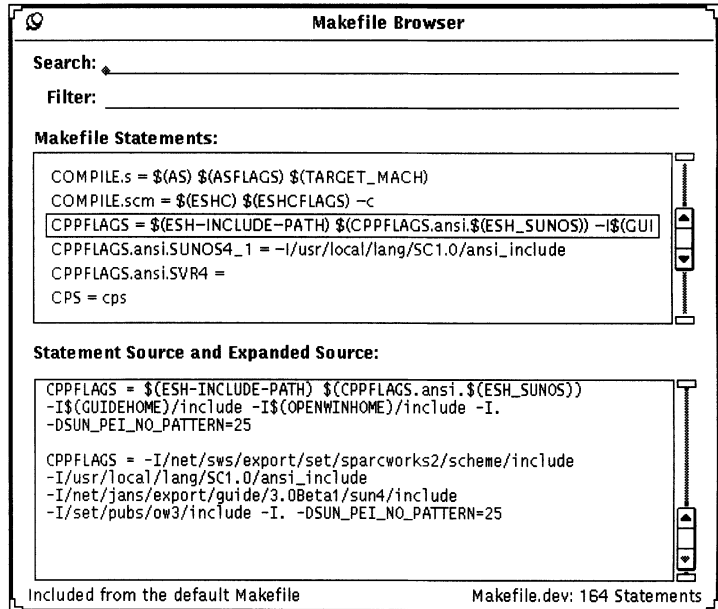 Makefile Browser
Search:
Filter:
Makefile Statements:
COMPILE.s = $(AS) $(ASFLAGS) $(TARGET_MACH)
COMPILE.scm = $(ESHC) $(ESHCFLAGS) -c
CPPFLAGS = $(ESH-INCLUDE-PATH) $(CPPFLAGS.ansi.$(ESH_SUNOS)) -I$(GUI
CPPFLAGS.ansi.SUNOS4_1 = -I/usr/local/lang/SC1.0/ansi_include
CPPFLAGS.ansi.SVR4 =
CPS = cps
Statement Source and Expanded Source:
CPPFLAGS = $(ESH-INCLUDE-PATH) $(CPPFLAGS.ansi.$(ESH_SUNOS))
-I$(GUIDEHOME)/include -I$(OPENWINHOME)/include -I.
-DSUN_PEI_NO_PATTERN=25
CPPFLAGS = -I/net/sws/export/set/sparcworks2/scheme/include
-I/usr/local/lang/SC1.0/ansi_include
-I/net/jans/export/guide/3.0Beta1/sun4/include
-I/set/pubs/ow3/include -I. -DSUN_PEI_NO_PATTERN=25
Included from the default Makefile
Makefile.dev: 164 Statements